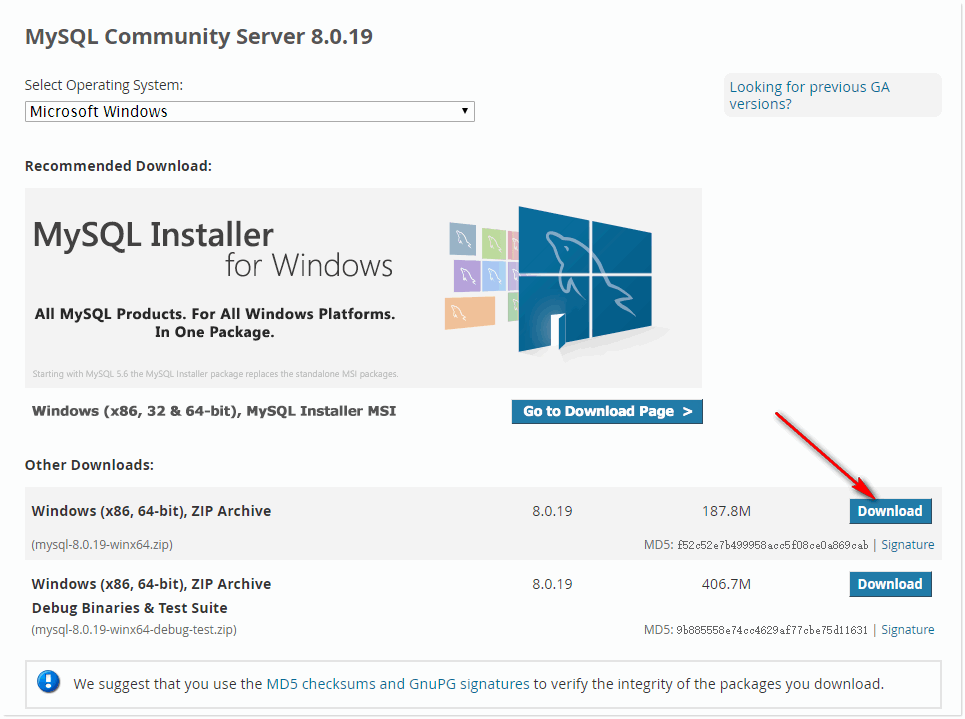 MySQL Community Server 8.0.19
Select Operating System:
Microsoft Windows
Looking for previous GA
versions?
Recommended Download:
MySQL Installer
for Windows
All MySQL Products. For All Windows Platforms.
In One Package.
Starting with MySQL 5.6 the MySQL Installer package replaces the standalone MSI packages.
Windows (x86, 32 & 64-bit), MySQL Installer MSI
Go to Download Page >
Other Downloads:
Windows (x86, 64-bit), ZIP Archive 8.0.19 187.8M Download
(mysql-8.0.19-winx64.zip) MD5: f52c52e7b499958acc5f08ce0a869cab | Signature
Windows (x86, 64-bit), ZIP Archive 8.0.19 406.7M Download
Debug Binaries & Test Suite
(mysql-8.0.19-winx64-debug-test.zip) MD5: 9b885558e74cc4629af77cbe75d11631 | Signature
We suggest that you use the MD5 checksums and GnuPG signatures to verify the integrity of the packages you download.